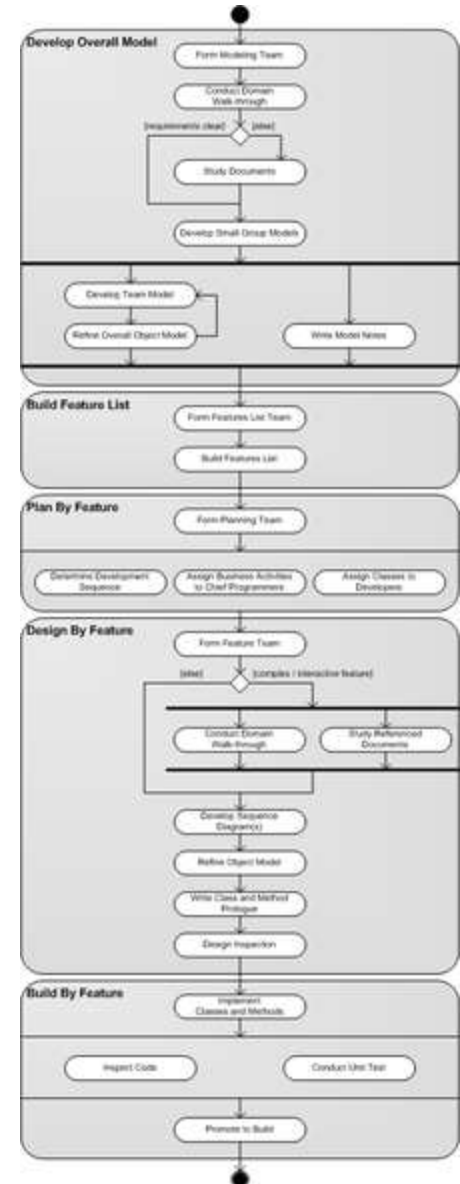 Develop Overall Model
Form Modeling Team
Conduct Domain
Walk-through
[requirements clear]
[else]
Study Documents
Develop Small Group Models
Develop Team Model
Refine Overall Object Model
Write Model Notes
Build Feature List
Form Features List Team
Build Features List
Plan By Feature
Form Planning Team
Determine Development
Sequence
Assign Business Activities
to Chief Programmers
Assign Classes to
Developers
Design By Feature
Form Feature Team
[else]
[complex / interactive feature]
Conduct Domain
Walk-through
Study Referenced
Documents
Develop Sequence
Diagram(s)
Refine Object Model
Write Class and Method
Prologue
Design Inspection
Build By Feature
Implement
Classes and Methods
Inspect Code
Conduct Unit Test
Promote to Build